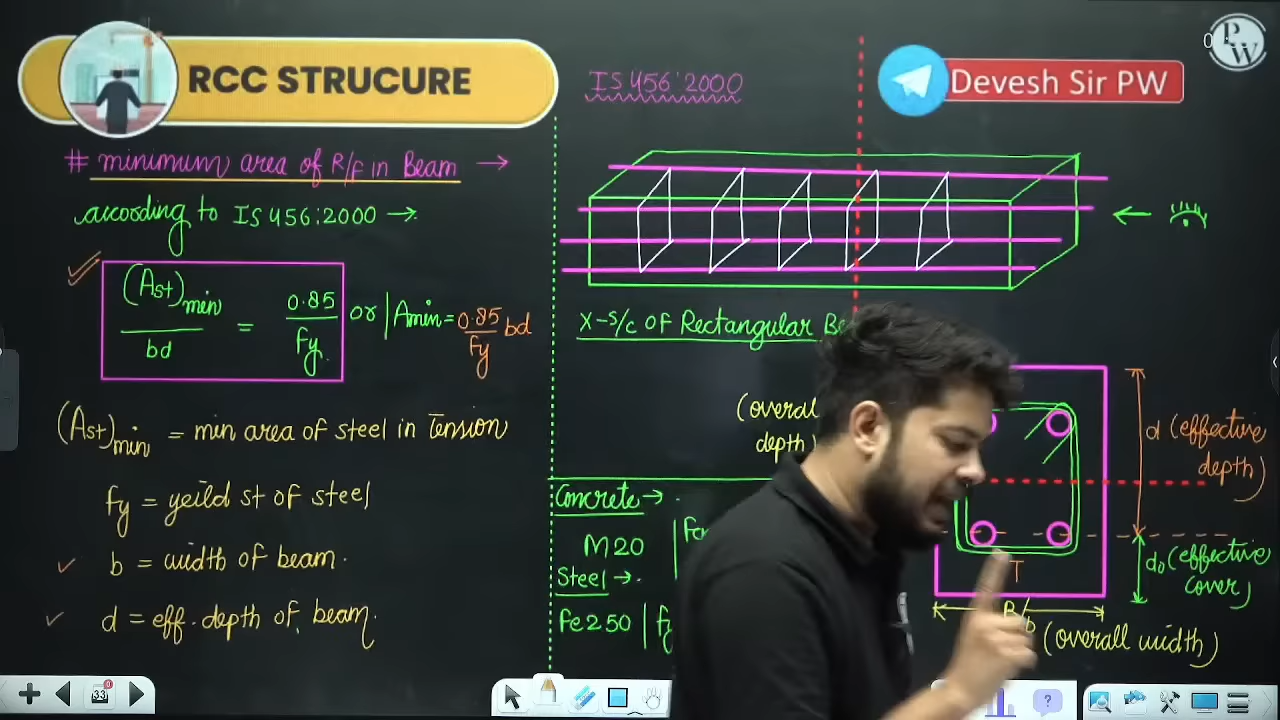 RCC STRUCURE
IS 456:2000
Devesh Sir PW
PW
# minimum area of R/F in Beam →
according to IS 456:2000 →
(Ast)min / bd = 0.85 / fy or | Amin = 0.85 / fy bd
(Ast)min = min area of steel in Tension
fy = yeild st of steel
b = width of beam.
d = eff. depth of beam.
X-s/c of Rectangular Be
(overal
depth)
Concrete →
M20
Steel →
Fe250
d (effective
depth)
T
do (effective
cover)
B/b (overall width)
33